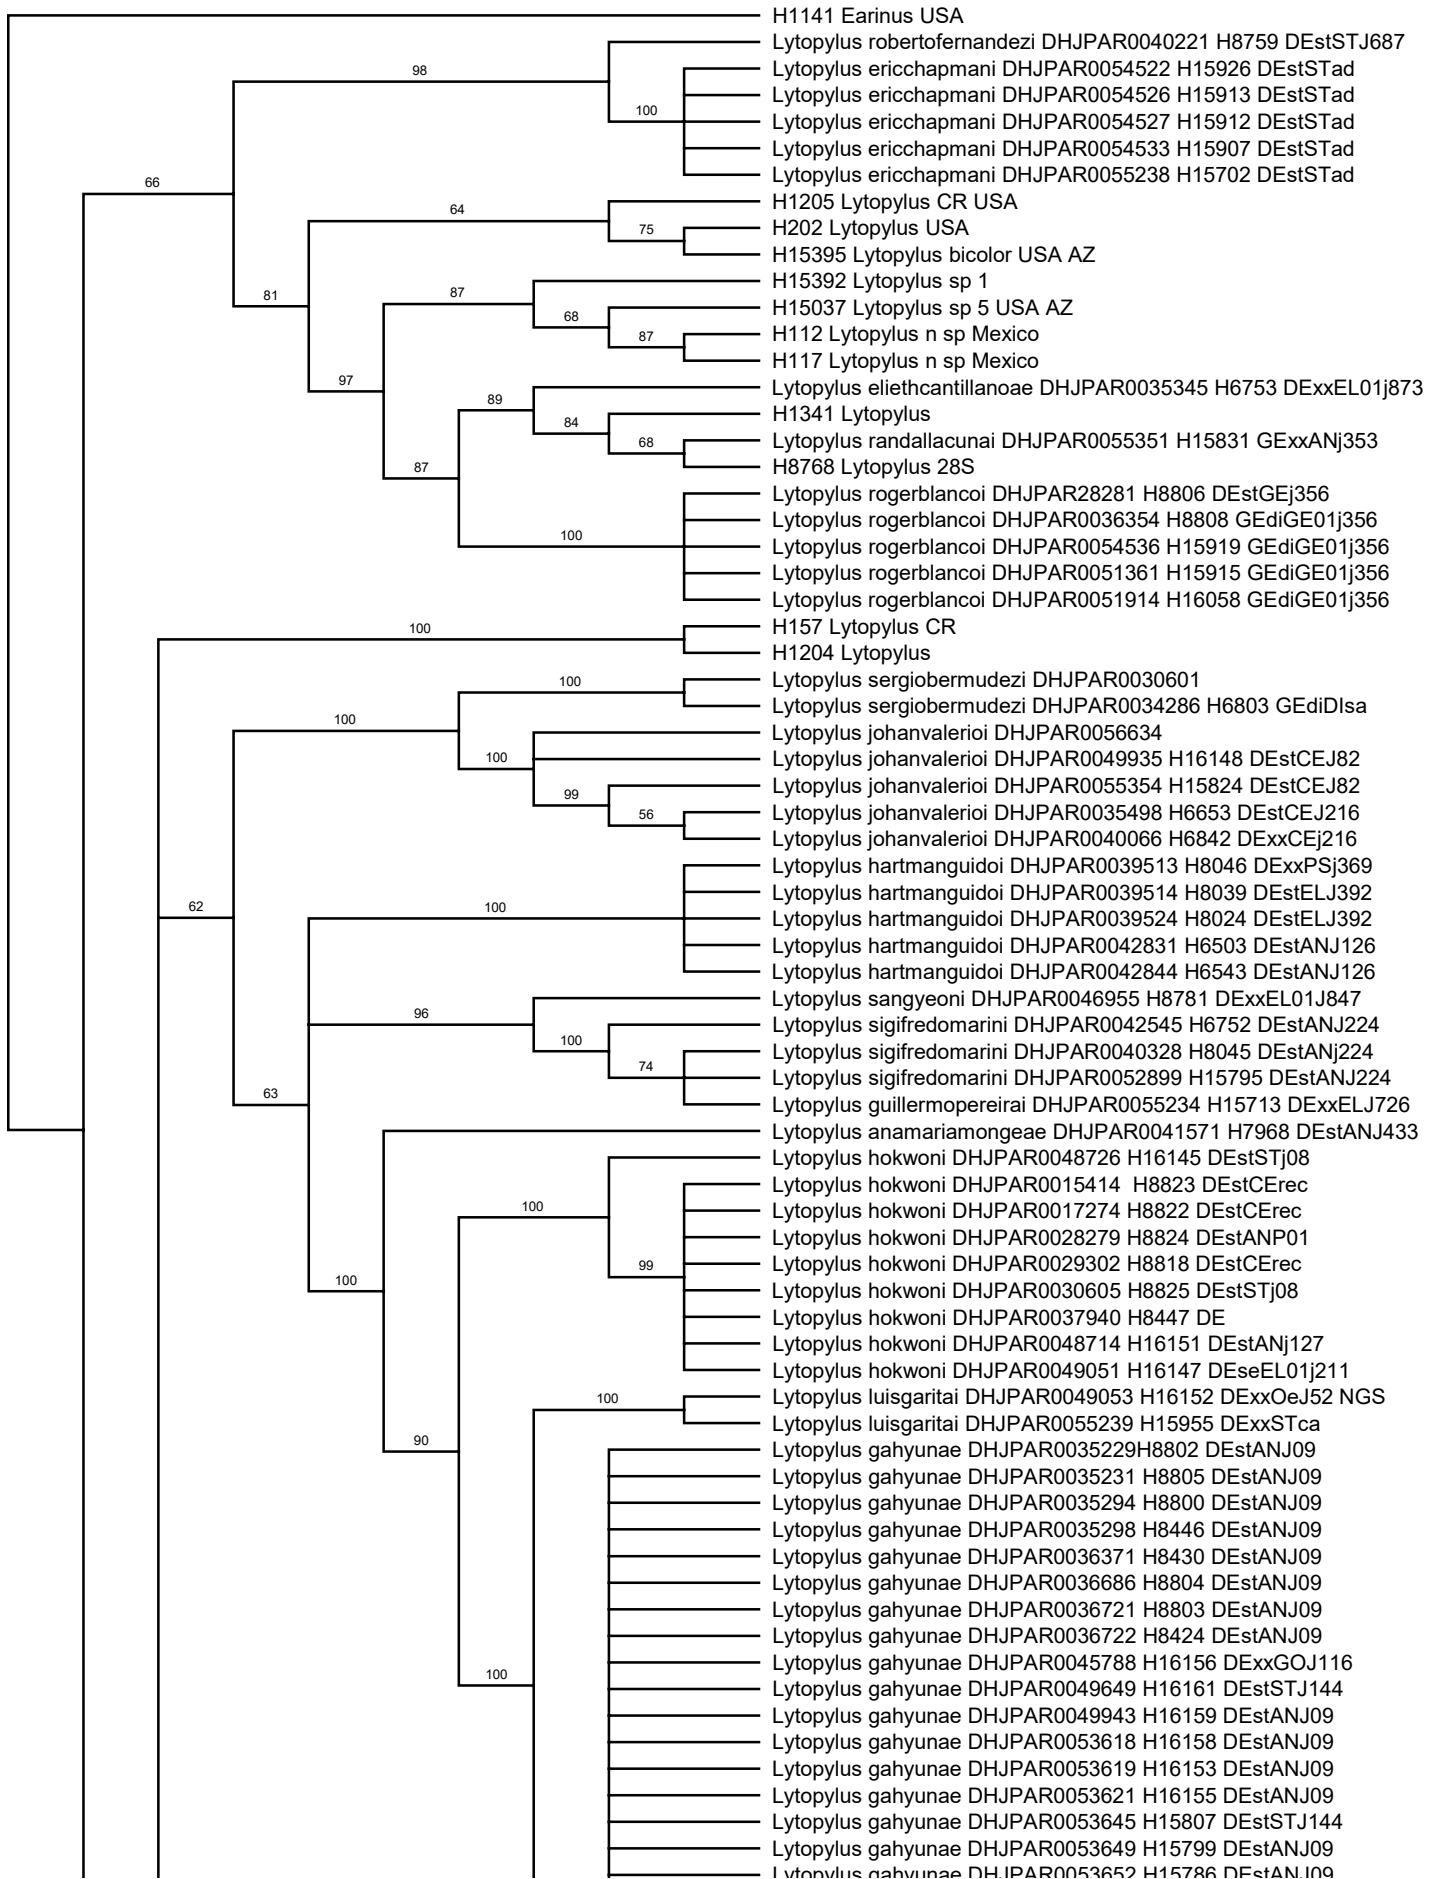 H1141 Earinus USA
Lytopylus robertofernandezi DHJPAR0040221 H8759 DEstSTJ687
98
Lytopylus ericchapmani DHJPAR0054522 H15926 DEstSTad
Lytopylus ericchapmani DHJPAR0054526 H15913 DEstSTad
100
Lytopylus ericchapmani DHJPAR0054527 H15912 DEstSTad
Lytopylus ericchapmani DHJPAR0054533 H15907 DEstSTad
Lytopylus ericchapmani DHJPAR0055238 H15702 DEstSTad
66
H1205 Lytopylus CR USA
64
H202 Lytopylus USA
75
H15395 Lytopylus bicolor USA AZ
H15392 Lytopylus sp 1
87
81
H15037 Lytopylus sp 5 USA AZ
68
H112 Lytopylus n sp Mexico
87
H117 Lytopylus n sp Mexico
97
Lytopylus eliethcantillanoae DHJPAR0035345 H6753 DExxEL01j873
89
H1341 Lytopylus
84
Lytopylus randallacunai DHJPAR0055351 H15831 GExxANj353
68
H8768 Lytopylus 28S
87
Lytopylus rogerblancoi DHJPAR28281 H8806 DEstGEj356
Lytopylus rogerblancoi DHJPAR0036354 H8808 GEdiGE01j356
100
Lytopylus rogerblancoi DHJPAR0054536 H15919 GEdiGE01j356
Lytopylus rogerblancoi DHJPAR0051361 H15915 GEdiGE01j356
Lytopylus rogerblancoi DHJPAR0051914 H16058 GEdiGE01j356
H157 Lytopylus CR
100
H1204 Lytopylus
Lytopylus sergiobermudezi DHJPAR0030601
100
Lytopylus sergiobermudezi DHJPAR0034286 H6803 GEdiDIsa
100
Lytopylus johanvalerioi DHJPAR0056634
100
Lytopylus johanvalerioi DHJPAR0049935 H16148 DEstCEJ82
Lytopylus johanvalerioi DHJPAR0055354 H15824 DEstCEJ82
99
Lytopylus johanvalerioi DHJPAR0035498 H6653 DEstCEJ216
56
Lytopylus johanvalerioi DHJPAR0040066 H6842 DExxCEj216
Lytopylus hartmanguidoi DHJPAR0039513 H8046 DExxPSj369
Lytopylus hartmanguidoi DHJPAR0039514 H8039 DEstELJ392
62
100
Lytopylus hartmanguidoi DHJPAR0039524 H8024 DEstELJ392
Lytopylus hartmanguidoi DHJPAR0042831 H6503 DEstANJ126
Lytopylus hartmanguidoi DHJPAR0042844 H6543 DEstANJ126
Lytopylus sangyeoni DHJPAR0046955 H8781 DExxEL01J847
96
Lytopylus sigifredomarini DHJPAR0042545 H6752 DEstANJ224
100
Lytopylus sigifredomarini DHJPAR0040328 H8045 DEstANj224
74
Lytopylus sigifredomarini DHJPAR0052899 H15795 DEstANJ224
63
Lytopylus guillermopereirai DHJPAR0055234 H15713 DExxELJ726
Lytopylus anamariamongeae DHJPAR0041571 H7968 DEstANJ433
Lytopylus hokwoni DHJPAR0048726 H16145 DEstSTj08
Lytopylus hokwoni DHJPAR0015414  H8823 DEstCErec
100
Lytopylus hokwoni DHJPAR0017274 H8822 DEstCErec
Lytopylus hokwoni DHJPAR0028279 H8824 DEstANP01
99
Lytopylus hokwoni DHJPAR0029302 H8818 DEstCErec
100
Lytopylus hokwoni DHJPAR0030605 H8825 DEstSTj08
Lytopylus hokwoni DHJPAR0037940 H8447 DE
Lytopylus hokwoni DHJPAR0048714 H16151 DEstANj127
Lytopylus hokwoni DHJPAR0049051 H16147 DEseEL01j211
100
Lytopylus luisgaritai DHJPAR0049053 H16152 DExxOeJ52 NGS
Lytopylus luisgaritai DHJPAR0055239 H15955 DExxSTca
90
Lytopylus gahyunae DHJPAR0035229H8802 DEstANJ09
Lytopylus gahyunae DHJPAR0035231 H8805 DEstANJ09
Lytopylus gahyunae DHJPAR0035294 H8800 DEstANJ09
Lytopylus gahyunae DHJPAR0035298 H8446 DEstANJ09
Lytopylus gahyunae DHJPAR0036371 H8430 DEstANJ09
Lytopylus gahyunae DHJPAR0036686 H8804 DEstANJ09
Lytopylus gahyunae DHJPAR0036721 H8803 DEstANJ09
Lytopylus gahyunae DHJPAR0036722 H8424 DEstANJ09
Lytopylus gahyunae DHJPAR0045788 H16156 DExxGOJ116
100
Lytopylus gahyunae DHJPAR0049649 H16161 DEstSTJ144
Lytopylus gahyunae DHJPAR0049943 H16159 DEstANJ09
Lytopylus gahyunae DHJPAR0053618 H16158 DEstANJ09
Lytopylus gahyunae DHJPAR0053619 H16153 DEstANJ09
Lytopylus gahyunae DHJPAR0053621 H16155 DEstANJ09
Lytopylus gahyunae DHJPAR0053645 H15807 DEstSTJ144
Lytopylus gahyunae DHJPAR0053649 H15799 DEstANJ09
Lytopylus gahyunae DHJPAR0053652 H15786 DEstANJ09